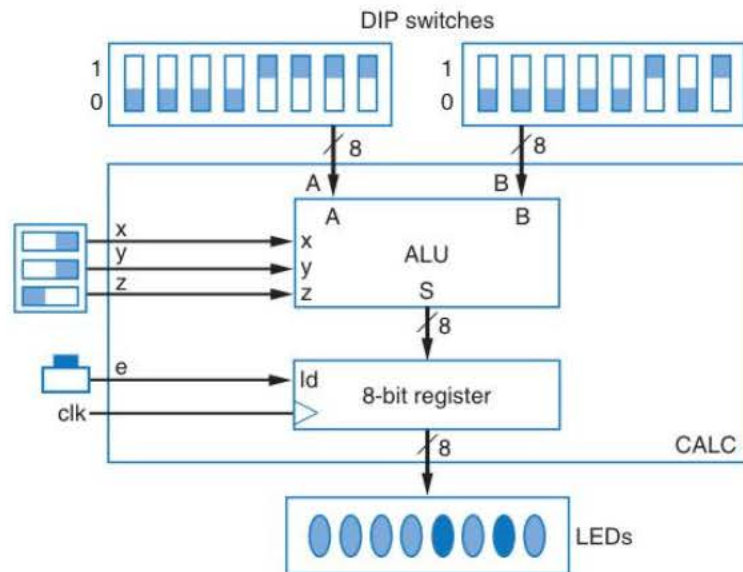 DIP switches
1
0
1
0
8
8
A
B
A
B
x
x
y
y
ALU
z
z
S
8
e
ld
8-bit register
clk
8
CALC
LEDs